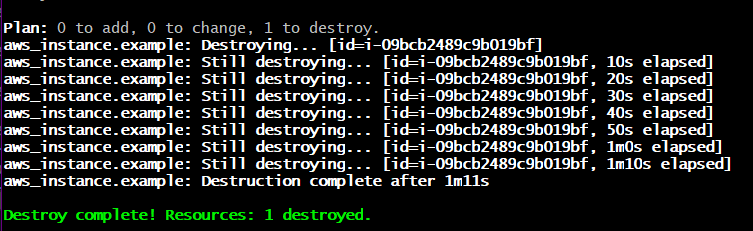 Plan: 0 to add, 0 to change, 1 to destroy.
aws_instance.example: Destroying... [id=i-09bcb2489c9b019bf]
aws_instance.example: Still destroying... [id=i-09bcb2489c9b019bf, 10s elapsed]
aws_instance.example: Still destroying... [id=i-09bcb2489c9b019bf, 20s elapsed]
aws_instance.example: Still destroying... [id=i-09bcb2489c9b019bf, 30s elapsed]
aws_instance.example: Still destroying... [id=i-09bcb2489c9b019bf, 40s elapsed]
aws_instance.example: Still destroying... [id=i-09bcb2489c9b019bf, 50s elapsed]
aws_instance.example: Still destroying... [id=i-09bcb2489c9b019bf, 1m0s elapsed]
aws_instance.example: Still destroying... [id=i-09bcb2489c9b019bf, 1m10s elapsed]
aws_instance.example: Destruction complete after 1m11s
Destroy complete! Resources: 1 destroyed.